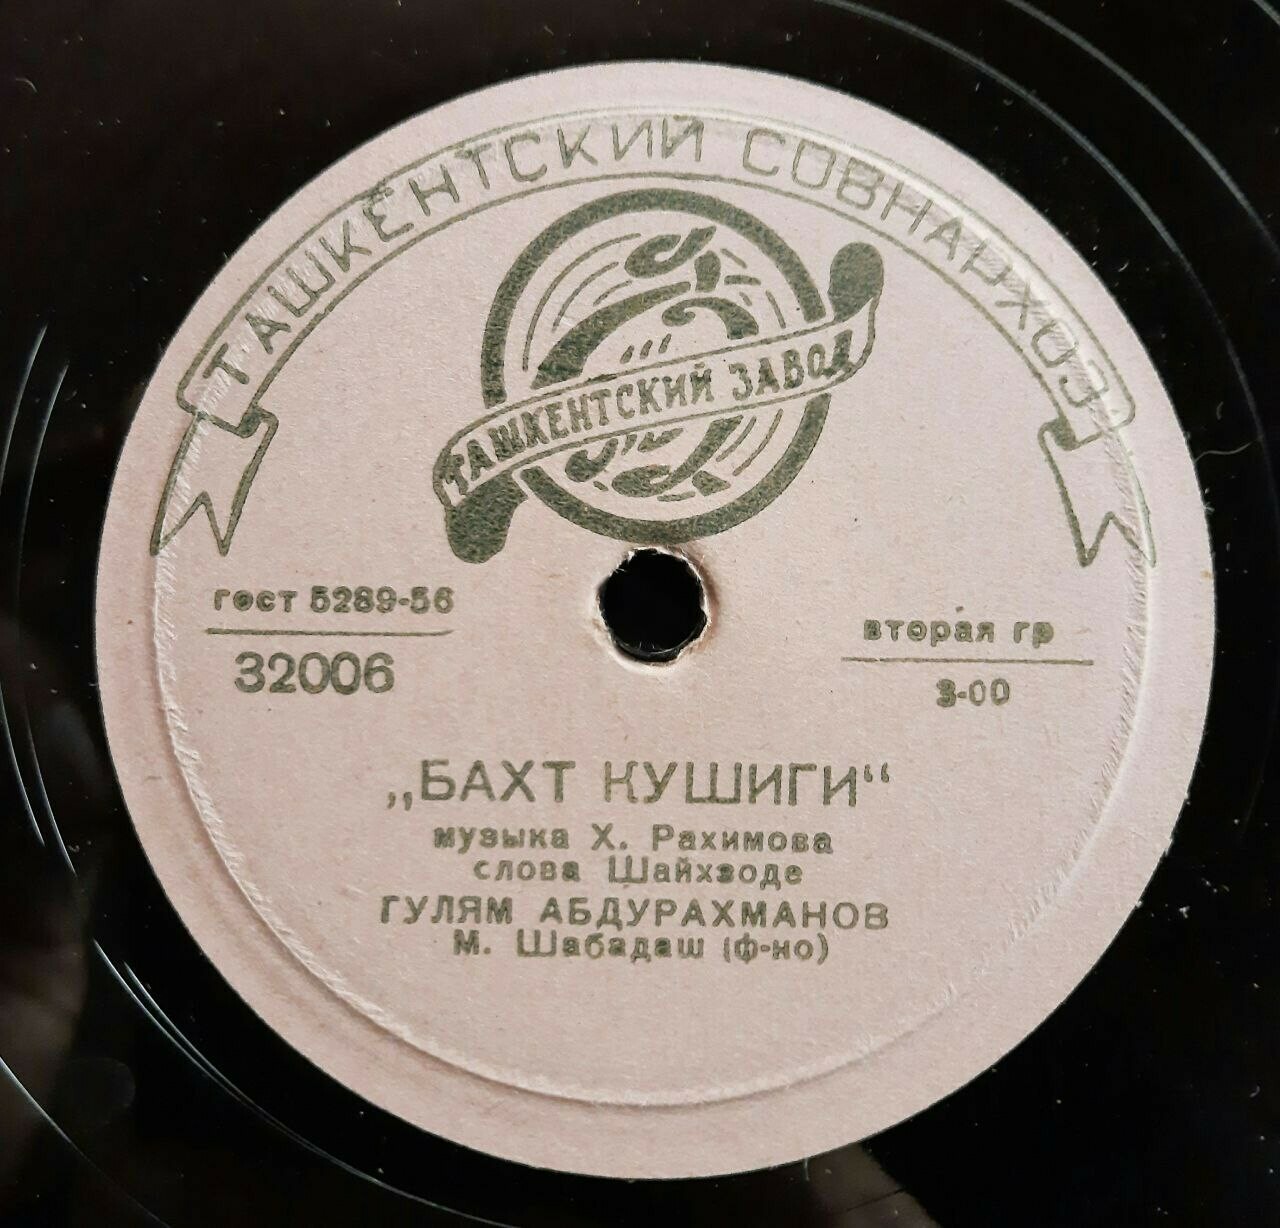 ТАШКЕНТСКИЙ СОВНАРХОЗ
ТАШКЕНТСКИЙ ЗАВОД
гост 5289-56
32006
вторая гр
3-00
„БАХТ КУШИГИ“
музыка Х. Рахимова
слова Шайхзоде
ГУЛЯМ АБДУРАХМАНОВ
М. Шабадаш (ф-но)